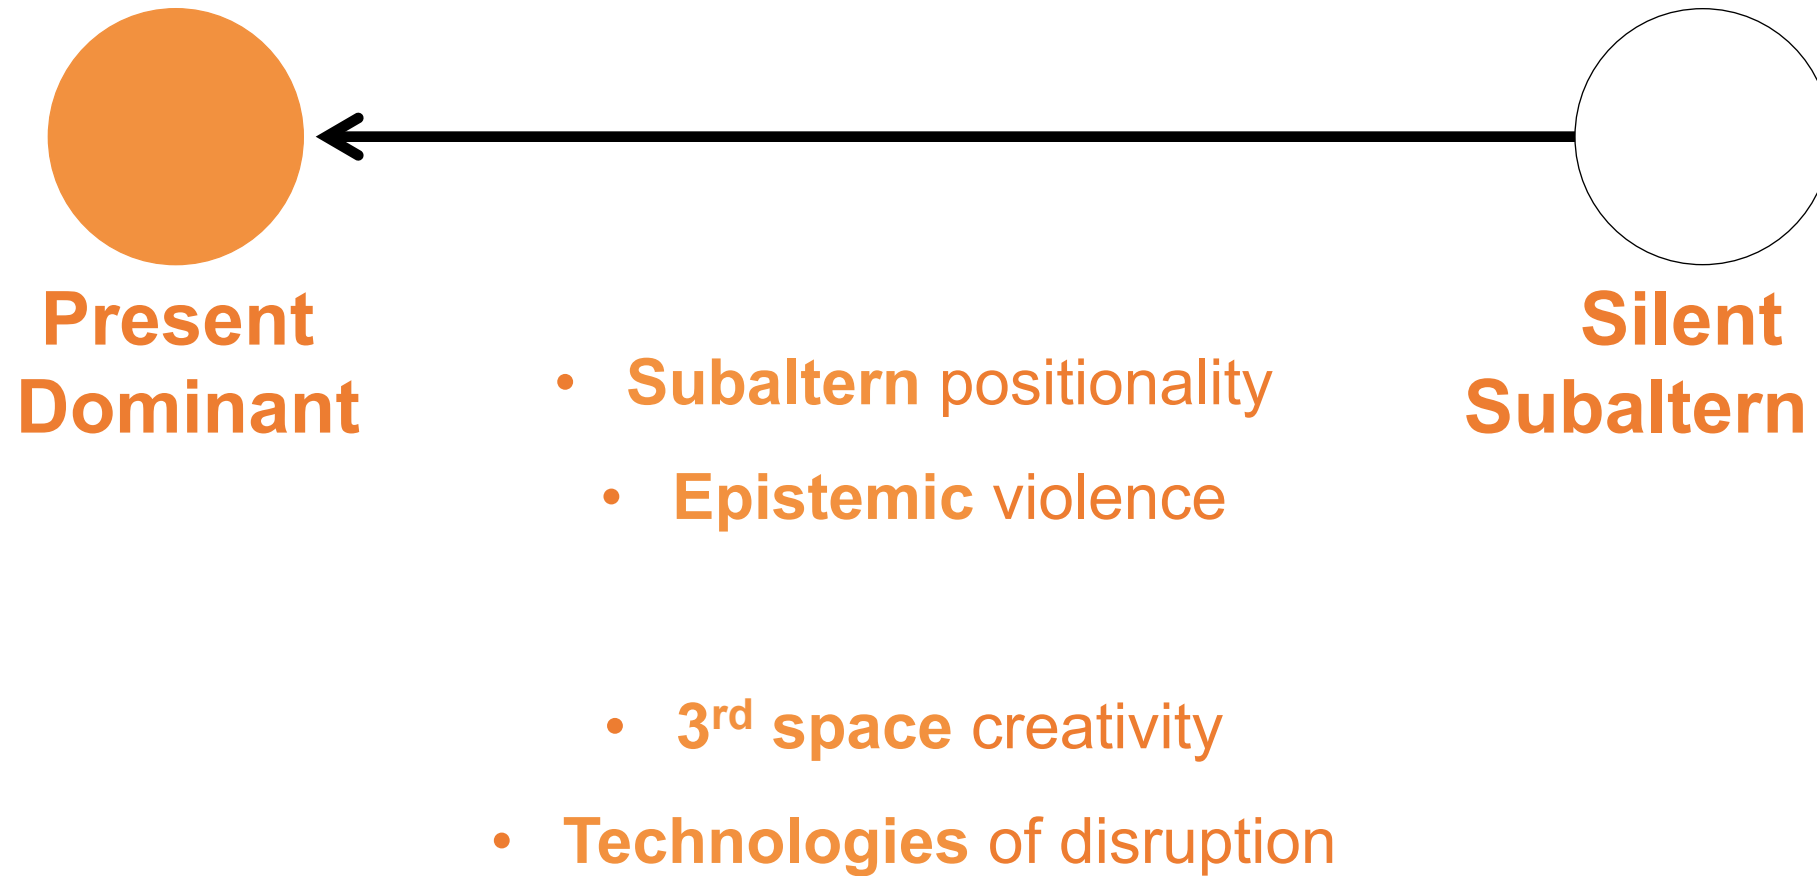 Present
Dominant
Silent
Subaltern
• Subaltern positionality
• Epistemic violence
• 3rd space creativity
• Technologies of disruption